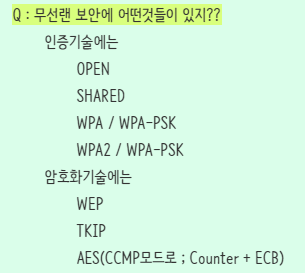 Q : 무선랜 보안에 어떤것들이 있지??
인증기술에는
OPEN
SHARED
WPA / WPA-PSK
WPA2 / WPA-PSK
암호화기술에는
WEP
TKIP
AES(CCMP모드로 ; Counter + ECB)